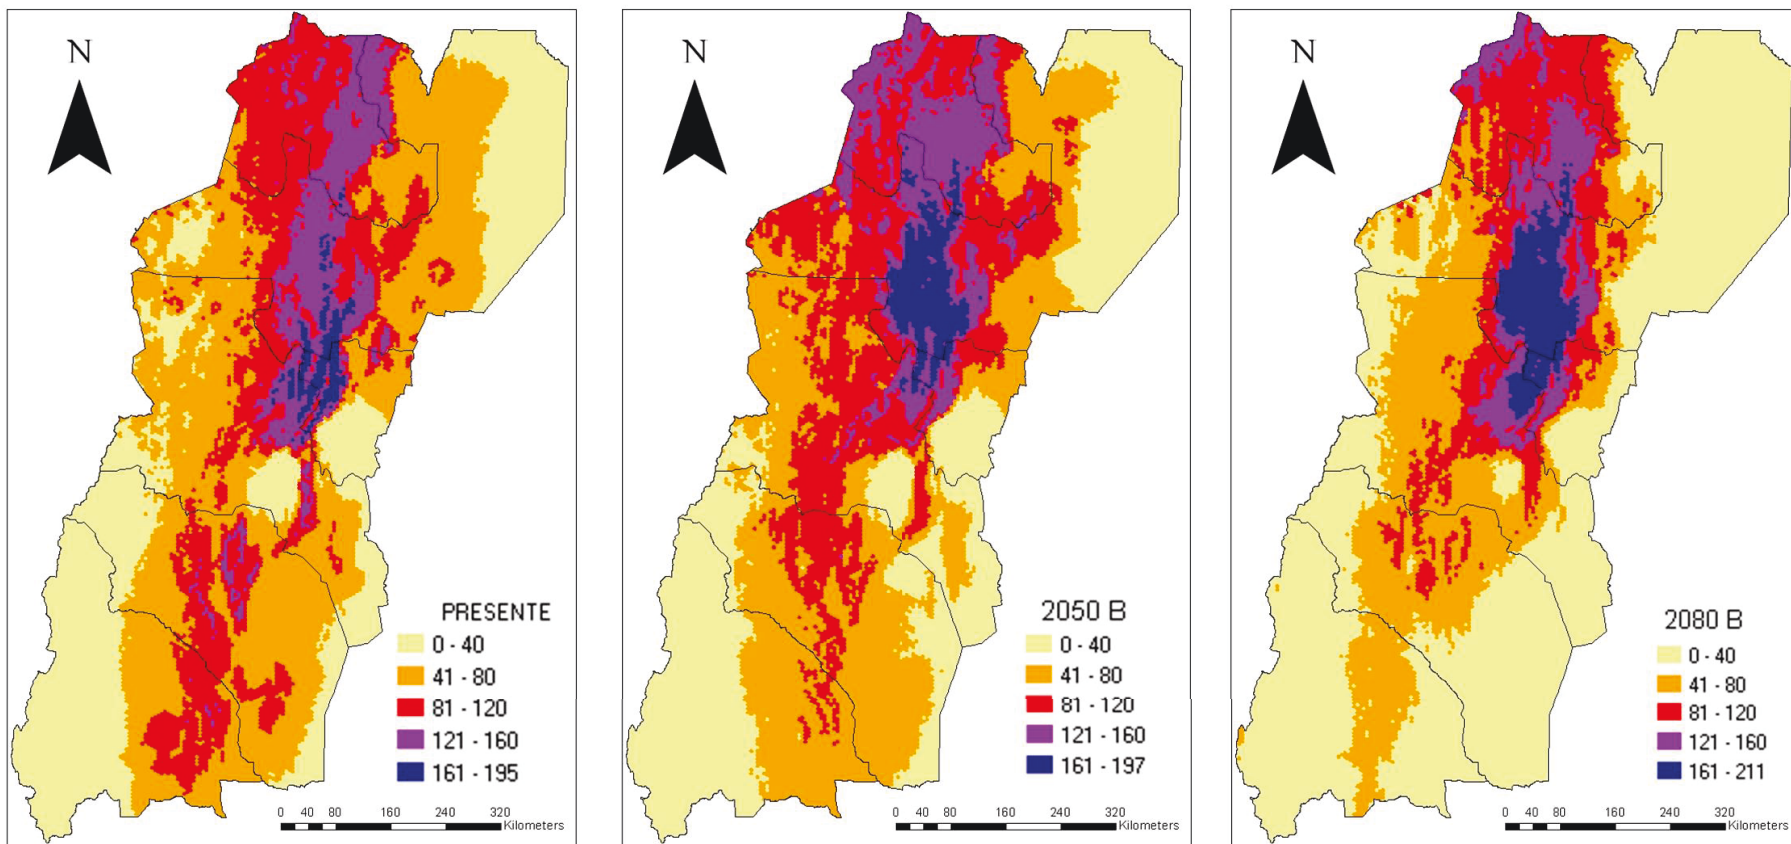 N
PRESENTE
0 - 40
41 - 80
81 - 120
121 - 160
161 - 195
0 40 80 160 240 320
Kilometers
N
2050 B
0 - 40
41 - 80
81 - 120
121 - 160
161 - 197
0 40 80 160 240 320
Kilometers
N
2080 B
0 - 40
41 - 80
81 - 120
121 - 160
161 - 211
0 20 40 80 160 240 320
Kilometers